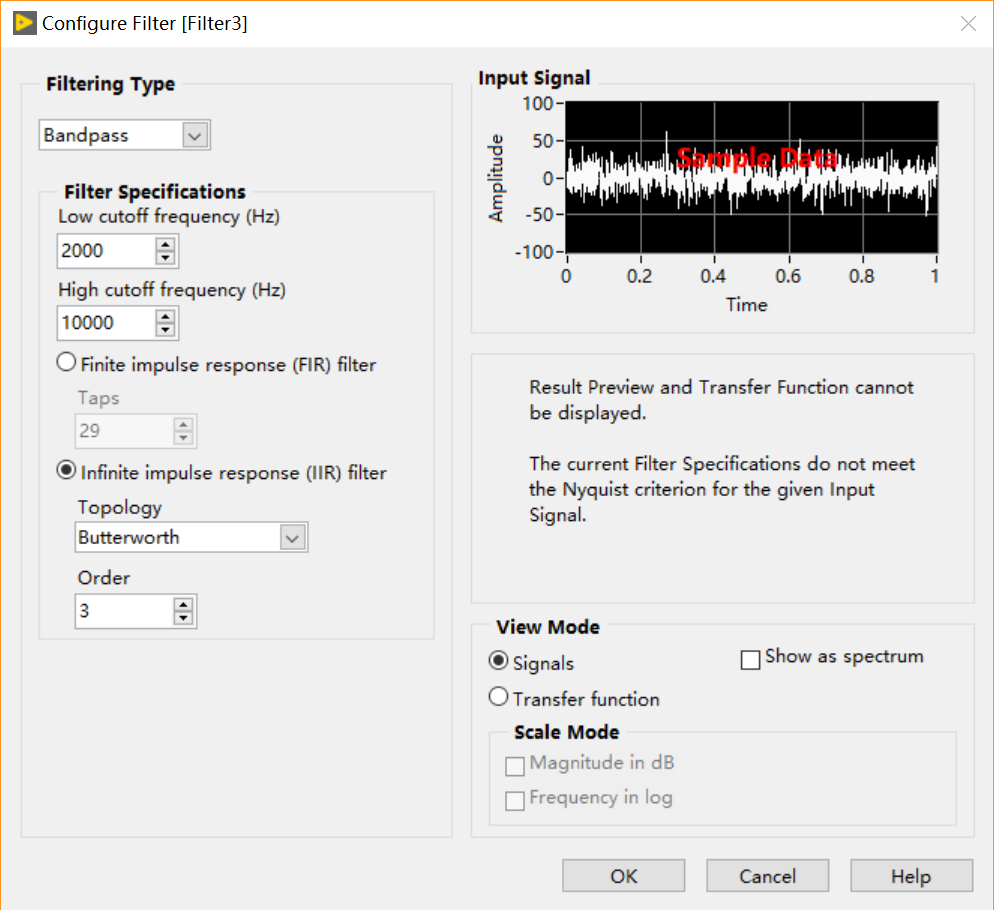 Configure Filter [Filter3]
Filtering Type
Bandpass
Filter Specifications
Low cutoff frequency (Hz)
2000
High cutoff frequency (Hz)
10000
Finite impulse response (FIR) filter
Taps
29
Infinite impulse response (IIR) filter
Topology
Butterworth
Order
3
Input Signal
Amplitude
100
50
0
-50
-100
Sample Data
0 0.2 0.4 0.6 0.8 1
Time
Result Preview and Transfer Function cannot
be displayed.
The current Filter Specifications do not meet
the Nyquist criterion for the given Input
Signal.
View Mode
Signals
Show as spectrum
Transfer function
Scale Mode
Magnitude in dB
Frequency in log
OK Cancel Help